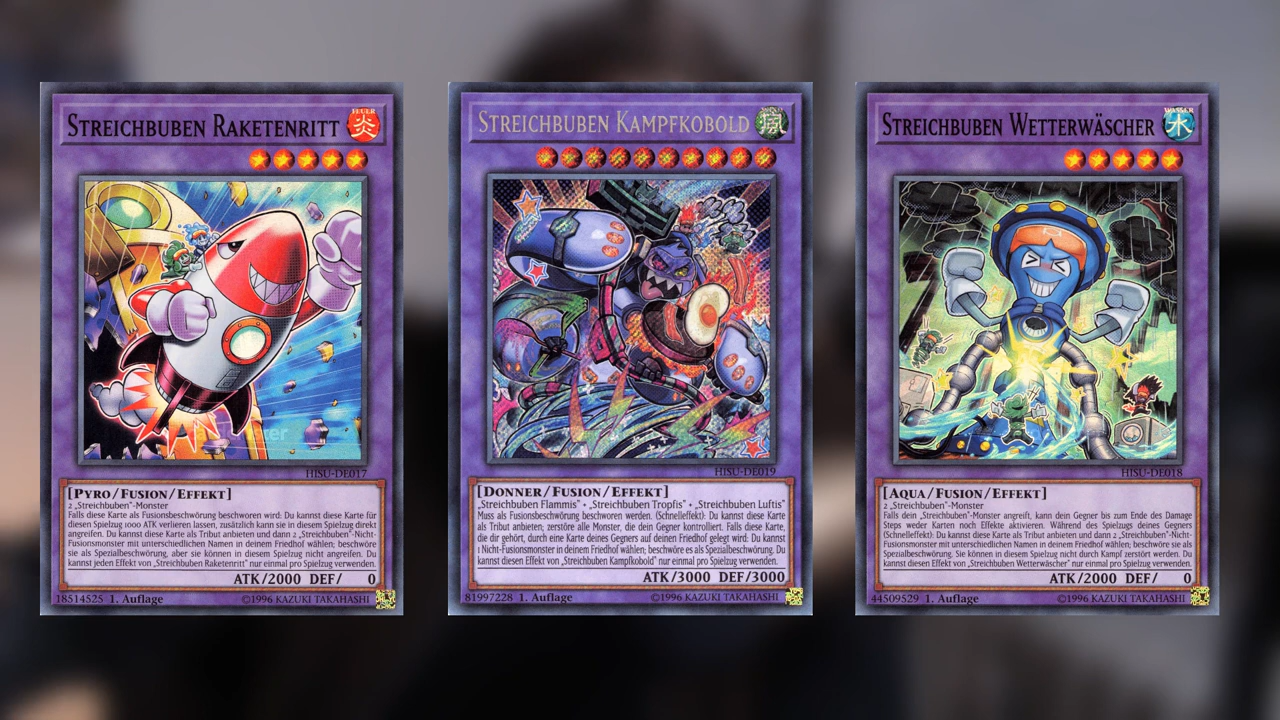 STREICHBUBEN RAKETENRITT
FEUER
炎
HISU-DE017
[PYRO/FUSION/EFFEKT]
2 „Streichbuben"-Monster
Falls diese Karte als Fusionsbeschwörung beschworen wird: Du kannst diese Karte für
diesen Spielzug 1000 ATK verlieren lassen, zusätzlich kann sie in diesem Spielzug direkt
angreifen. Du kannst diese Karte als Tribut anbieten und dann 2 „Streichbuben"-Nicht-
Fusionsmonster mit unterschiedlichen Namen in deinem Friedhof wählen; beschwöre
sie als Spezialbeschwörung, aber sie können in diesem Spielzug nicht angreifen. Du
kannst jeden Effekt von „Streichbuben Raketenritt" nur einmal pro Spielzug verwenden.
ATK/2000 DEF/ 0
18514525 1. Auflage ©1996 KAZUKI TAKAHASHI
STREICHBUBEN KAMPFKOBOLD
WIND
風
HISU-DE019
[DONNER/FUSION/EFFEKT]
„Streichbuben Flammis" + „Streichbuben Tropfis" + „Streichbuben Luftis"
Muss als Fusionsbeschwörung beschworen werden. (Schnelleffekt): Du kannst diese Karte
als Tribut anbieten; zerstöre alle Monster, die dein Gegner kontrolliert. Falls diese Karte,
die dir gehört, durch eine Karte deines Gegners auf deinen Friedhof gelegt wird: Du kannst
1 Nicht-Fusionsmonster in deinem Friedhof wählen; beschwöre es als Spezialbeschwörung. Du
kannst diesen Effekt von „Streichbuben Kampfkobold" nur einmal pro Spielzug verwenden.
ATK/3000 DEF/3000
81997228 1. Auflage ©1996 KAZUKI TAKAHASHI
STREICHBUBEN WETTERWÄSCHER
WASSER
水
HISU-DE018
[AQUA/FUSION/EFFEKT]
2 „Streichbuben"-Monster
Falls dein „Streichbuben"-Monster angreift, kann dein Gegner bis zum Ende des Damage
Steps weder Karten noch Effekte aktivieren. Während des Spielzugs deines Gegners
(Schnelleffekt): Du kannst diese Karte als Tribut anbieten und dann 2 „Streichbuben"-Nicht-
Fusionsmonster mit unterschiedlichen Namen in deinem Friedhof wählen; beschwöre sie als
Spezialbeschwörung. Sie können in diesem Spielzug nicht durch Kampf zerstört werden. Du
kannst diesen Effekt von „Streichbuben Wetterwäscher" nur einmal pro Spielzug verwenden.
ATK/2000 DEF/ 0
44509529 1. Auflage ©1996 KAZUKI TAKAHASHI